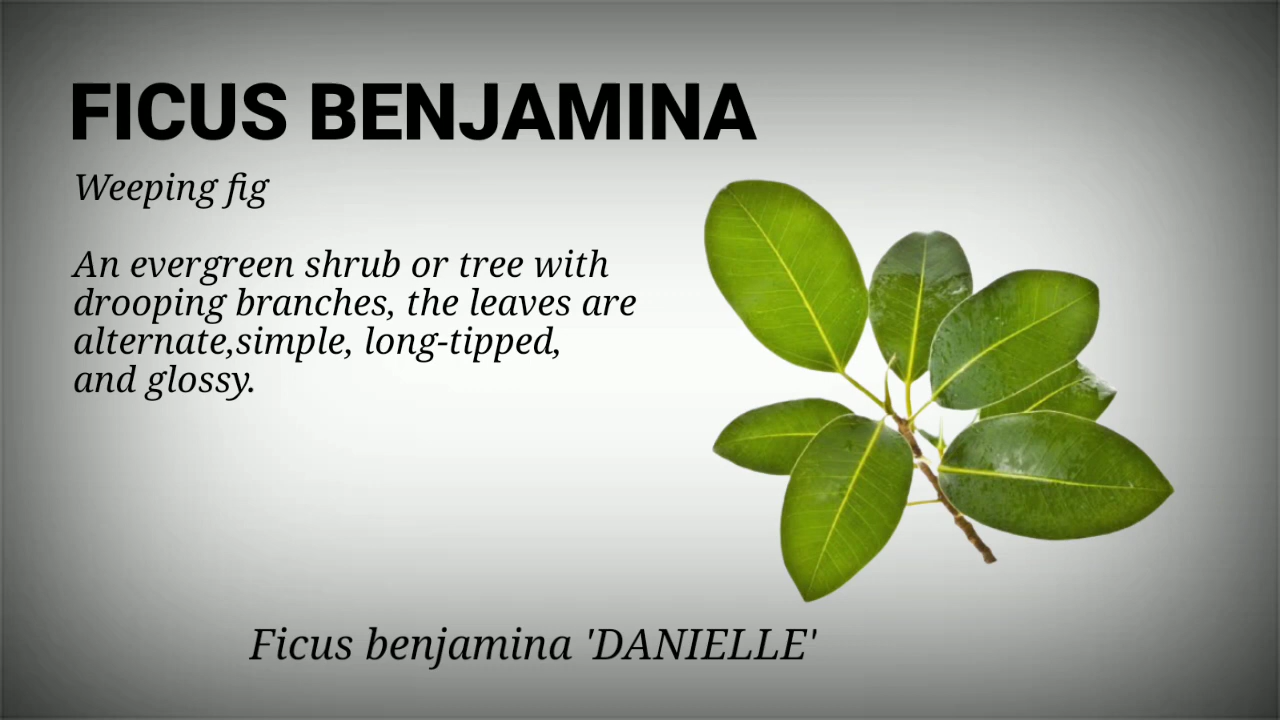 FICUS BENJAMINA
Weeping fig
An evergreen shrub or tree with
drooping branches, the leaves are
alternate,simple, long-tipped,
and glossy.
Ficus benjamina 'DANIELLE'